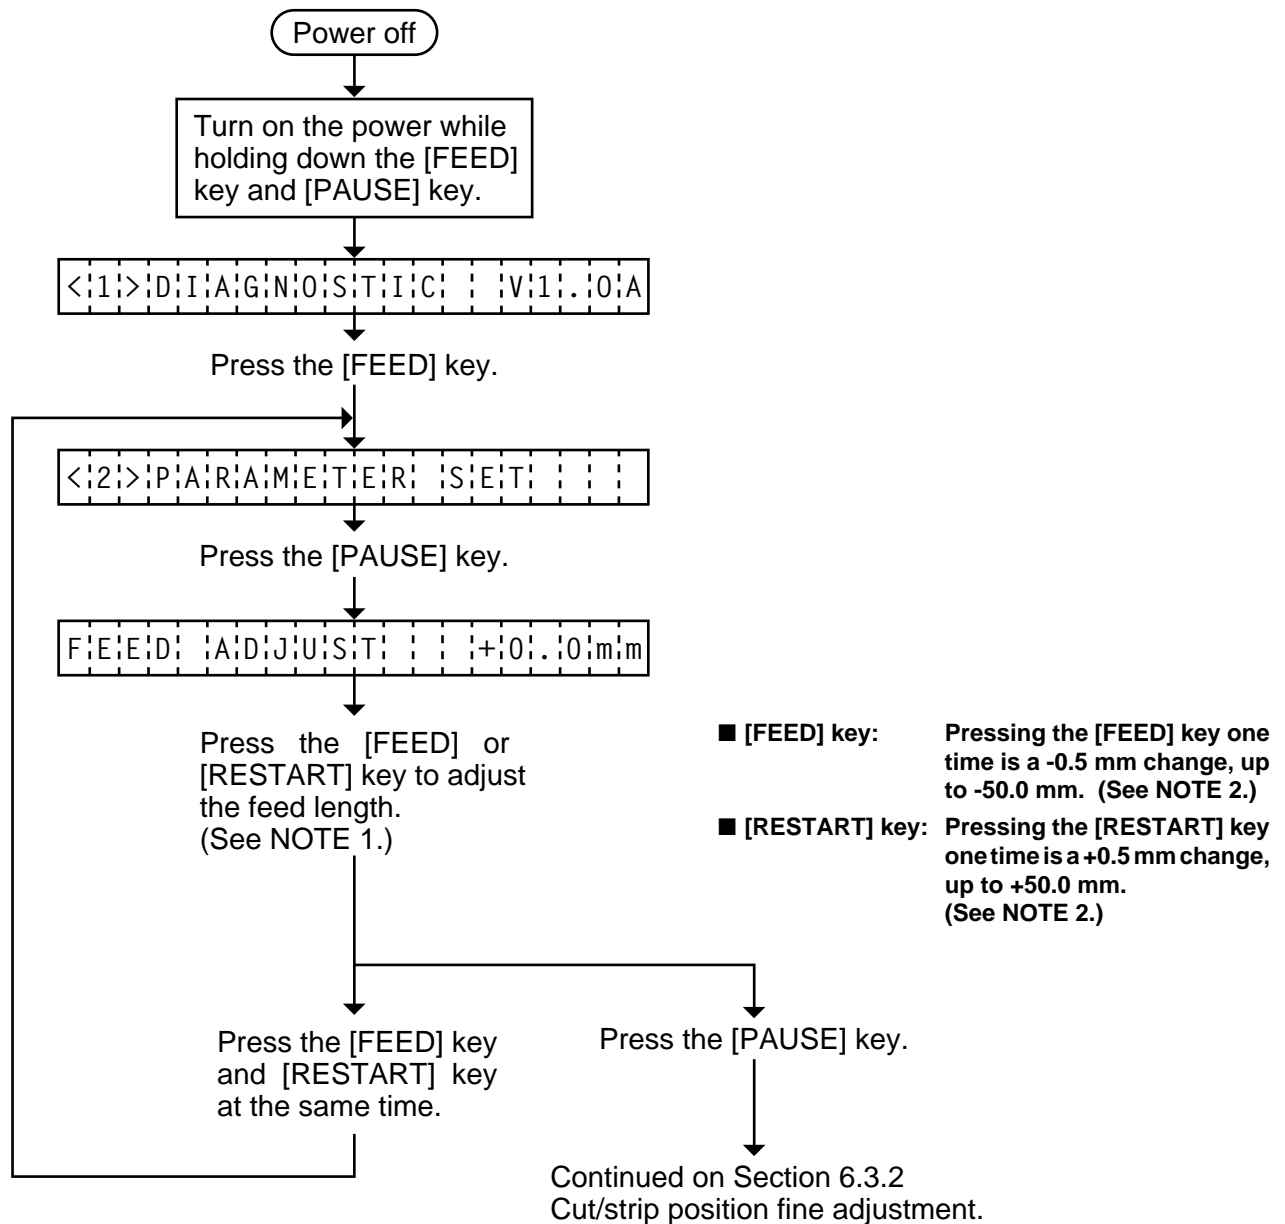 Power off
Turn on the power while
holding down the [FEED]
key and [PAUSE] key.
<1>DIAGNOSTIC  V1.0A
Press the [FEED] key.
<2>PARAMETER SET
Press the [PAUSE] key.
FEED ADJUST   +0.0mm
Press the [FEED] or
[RESTART] key to adjust
the feed length.
(See NOTE 1.)
■ [FEED] key: Pressing the [FEED] key one
time is a -0.5 mm change, up
to -50.0 mm. (See NOTE 2.)
■ [RESTART] key: Pressing the [RESTART] key
one time is a +0.5 mm change,
up to +50.0 mm.
(See NOTE 2.)
Press the [FEED] key
and [RESTART] key
at the same time.
Press the [PAUSE] key.
Continued on Section 6.3.2
Cut/strip position fine adjustment.